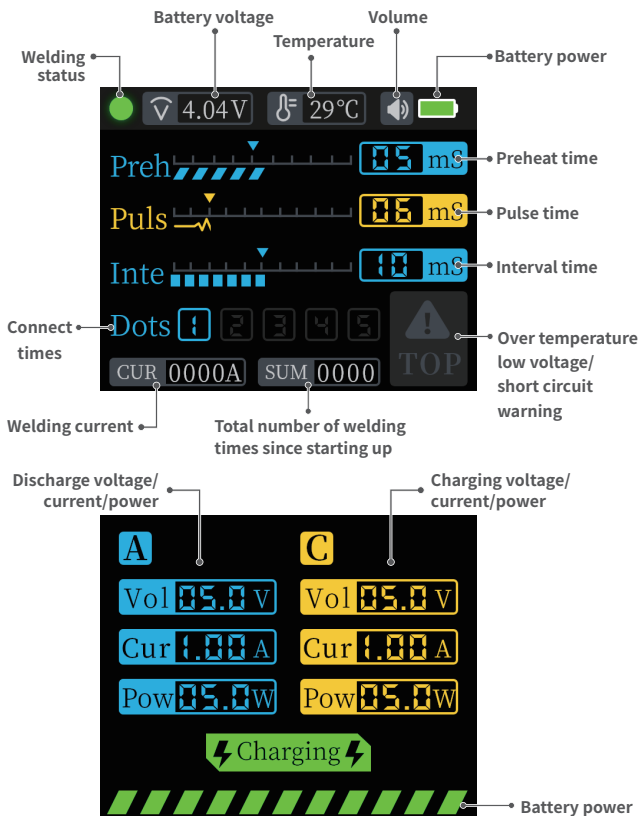 Battery voltage
Volume
Temperature
Welding
status
Battery power
4.04V
29℃
Preh
05 mS
Preheat time
Puls
06 mS
Pulse time
Inte
10 mS
Interval time
Connect
times
Dots 1 2 3 4 5
TOP
Over temperature
low voltage/
short circuit
warning
CUR 0000A
SUM 0000
Welding current
Total number of welding
times since starting up
Discharge voltage/
current/power
Charging voltage/
current/power
A
C
Vol 05.0 V
Vol 05.0 V
Cur 1.00 A
Cur 1.00 A
Pow 05.0W
Pow 05.0W
Charging
Battery power